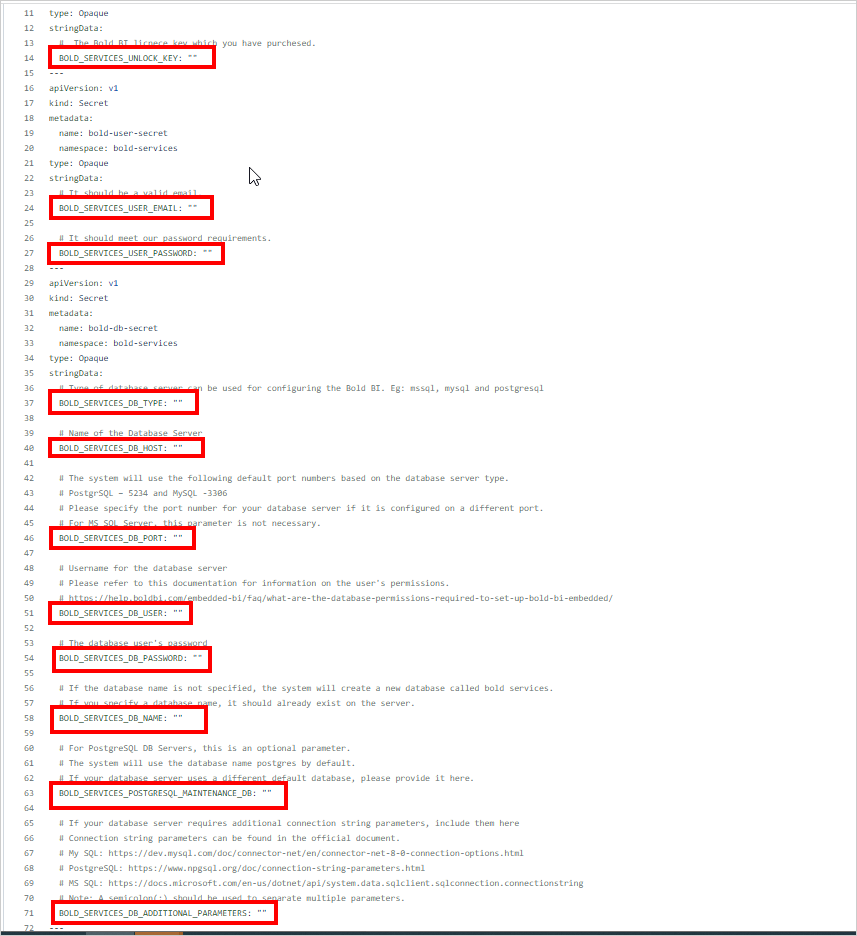 11 type: Opaque
12 stringData:
13 # The Bold BI licnece key which you have purchesed.
14 BOLD_SERVICES_UNLOCK_KEY: ""
15 ---
16 apiVersion: v1
17 kind: Secret
18 metadata:
19 name: bold-user-secret
20 namespace: bold-services
21 type: Opaque
22 stringData:
23 # It should be a valid email
24 BOLD_SERVICES_USER_EMAIL: ""
25
26 # It should meet our password requirements.
27 BOLD_SERVICES_USER_PASSWORD: ""
28 ---
29 apiVersion: v1
30 kind: Secret
31 metadata:
32 name: bold-db-secret
33 namespace: bold-services
34 type: Opaque
35 stringData:
36 # Type of database server can be used for configuring the Bold BI. Eg: mssql, mysql and postgresql
37 BOLD_SERVICES_DB_TYPE: ""
38
39 # Name of the Database Server
40 BOLD_SERVICES_DB_HOST: ""
41
42 # The system will use the following default port numbers based on the database server type.
43 # PostgrSQL – 5234 and MySQL -3306
44 # Please specify the port number for your database server if it is configured on a different port.
45 # For MS SQL Server, this parameter is not necessary.
46 BOLD_SERVICES_DB_PORT: ""
47
48 # Username for the database server
49 # Please refer to this documentation for information on the user's permissions.
50 # https://help.boldbi.com/embedded-bi/faq/what-are-the-database-permissions-required-to-set-up-bold-bi-embedded/
51 BOLD_SERVICES_DB_USER: ""
52
53 # The database user's password
54 BOLD_SERVICES_DB_PASSWORD: ""
55
56 # If the database name is not specified, the system will create a new database called bold services.
57 # If you specify a database name, it should already exist on the server.
58 BOLD_SERVICES_DB_NAME: ""
59
60 # For PostgreSQL DB Servers, this is an optional parameter.
61 # The system will use the database name postgres by default.
62 # If your database server uses a different default database, please provide it here.
63 BOLD_SERVICES_POSTGRESQL_MAINTENANCE_DB: ""
64
65 # If your database server requires additional connection string parameters, include them here
66 # Connection string parameters can be found in the official document.
67 # My SQL: https://dev.mysql.com/doc/connector-net/en/connector-net-8-0-connection-options.html
68 # PostgreSQL: https://www.npgsql.org/doc/connection-string-parameters.html
69 # MS SQL: https://docs.microsoft.com/en-us/dotnet/api/system.data.sqlclient.sqlconnection.connectionstring
70 # Note: A semicolon(;) should be used to separate multiple parameters.
71 BOLD_SERVICES_DB_ADDITIONAL_PARAMETERS: ""
72 ---